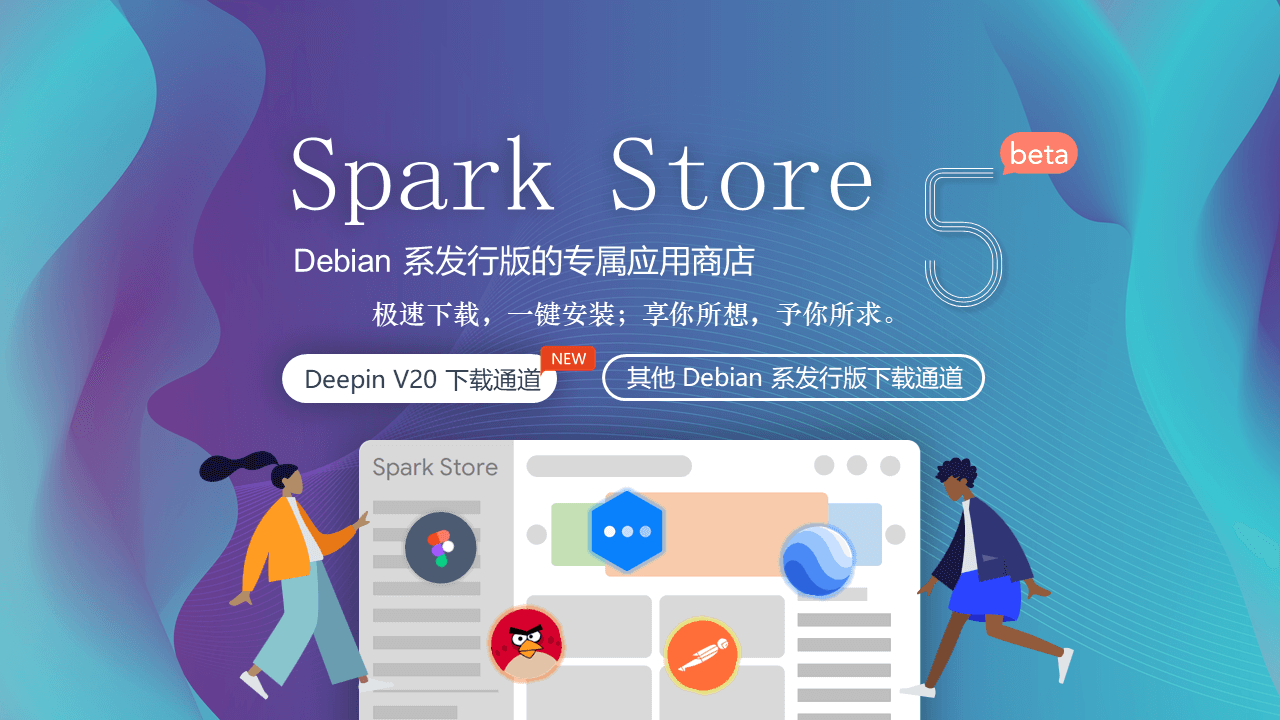 beta
Spark Store 5
Debian 系发行版的专属应用商店
极速下载，一键安装；享你所想，予你所求。
NEW
Deepin V20 下载通道
其他 Debian 系发行版下载通道
Spark Store